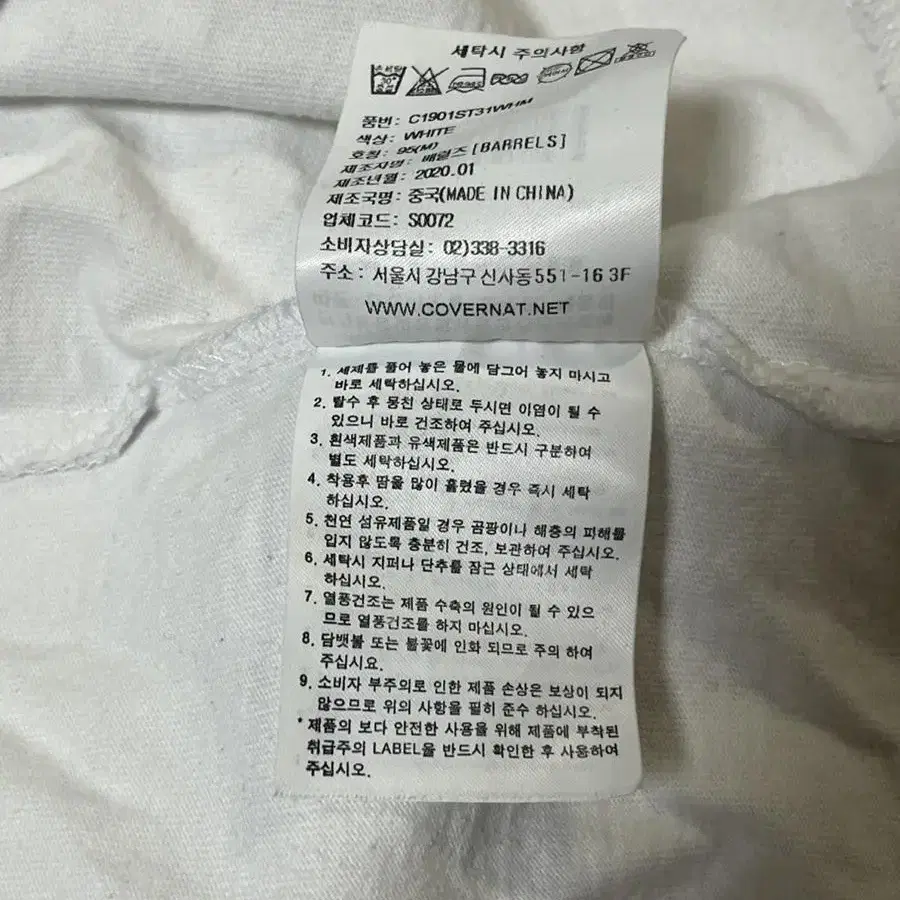 세탁시 주의사항
품번: C1901ST31WHM
색상: WHITE
호칭: 95(M)
제조자명: 배럴즈 [BARRELS]
제조년월: 2020.01
제조국명: 중국(MADE IN CHINA)
업체코드: S0072
소비자상담실: 02)338-3316
주소: 서울시 강남구 신사동551-16 3F
WWW.COVERNAT.NET
1. 세제를 풀어 놓은 물에 담그어 놓지 마시고
바로 세탁하십시오.
2. 탈수 후 뭉친 상태로 두시면 이염이 될 수
있으니 바로 건조하여 주십시오.
3. 흰색제품과 유색제품은 반드시 구분하여
별도 세탁하십시오.
4. 착용후 땀을 많이 흘렸을 경우 즉시 세탁
하십시오.
5. 천연 섬유제품일 경우 곰팡이나 해충의 피해를
입지 않도록 충분히 건조, 보관하여 주십시오.
6. 세탁시 지퍼나 단추를 잠근 상태에서 세탁
하십시오.
7. 열풍건조는 제품 수축의 원인이 될 수 있으
므로 열풍건조를 하지 마십시오.
8. 담뱃불 또는 불꽃에 인화 되므로 주의 하여
주십시요.
9. 소비자 부주의로 인한 제품 손상은 보상이 되지
않으므로 위의 사항을 필히 준수 하십시오.
* 제품의 보다 안전한 사용을 위해 제품에 부착된
취급주의 LABEL을 반드시 확인한 후 사용하여
주십시오.